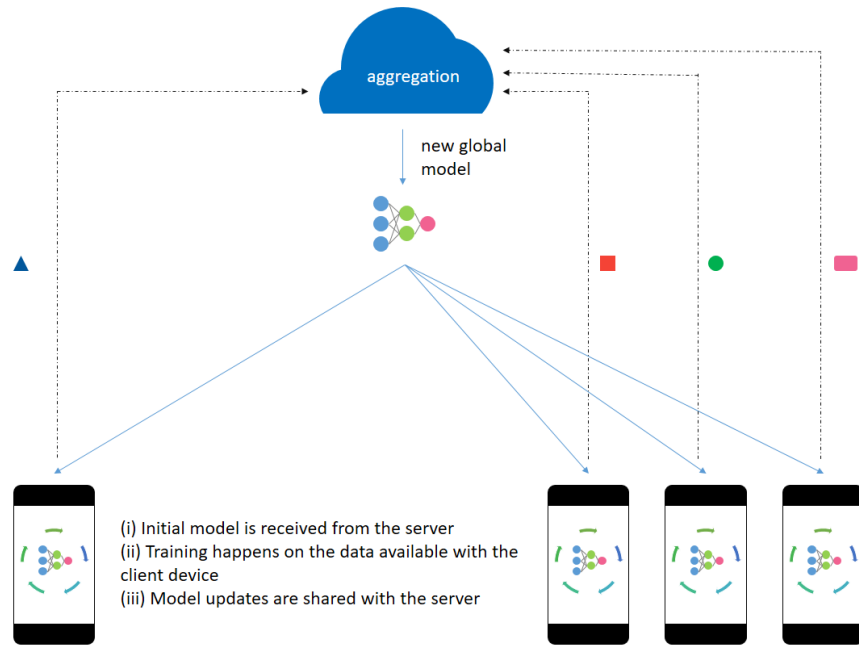 aggregation
new global
model
(i) Initial model is received from the server
(ii) Training happens on the data available with the
client device
(iii) Model updates are shared with the server